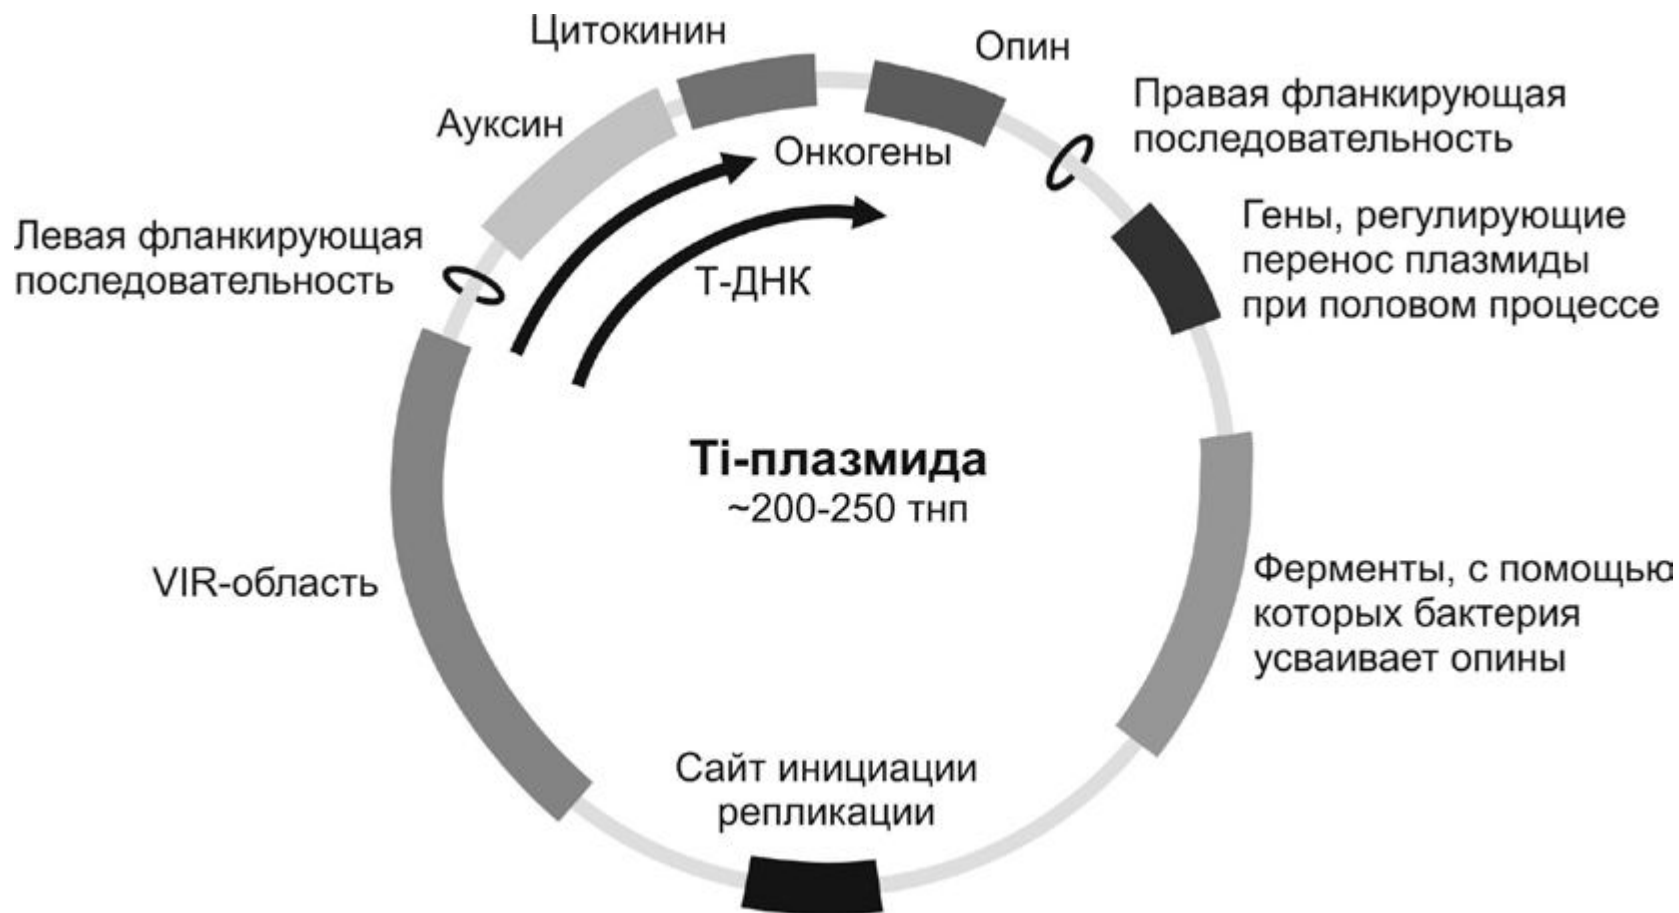 Цитокинин
Опин
Ауксин
Онкогены
Правая фланкирующая
последовательность
Левая фланкирующая
последовательность
Т-ДНК
Гены, регулирующие
перенос плазмиды
при половом процессе
Ti-плазмида
~200-250 тнп
VIR-область
Ферменты, с помощью
которых бактерия
усваивает опины
Сайт инициации
репликации